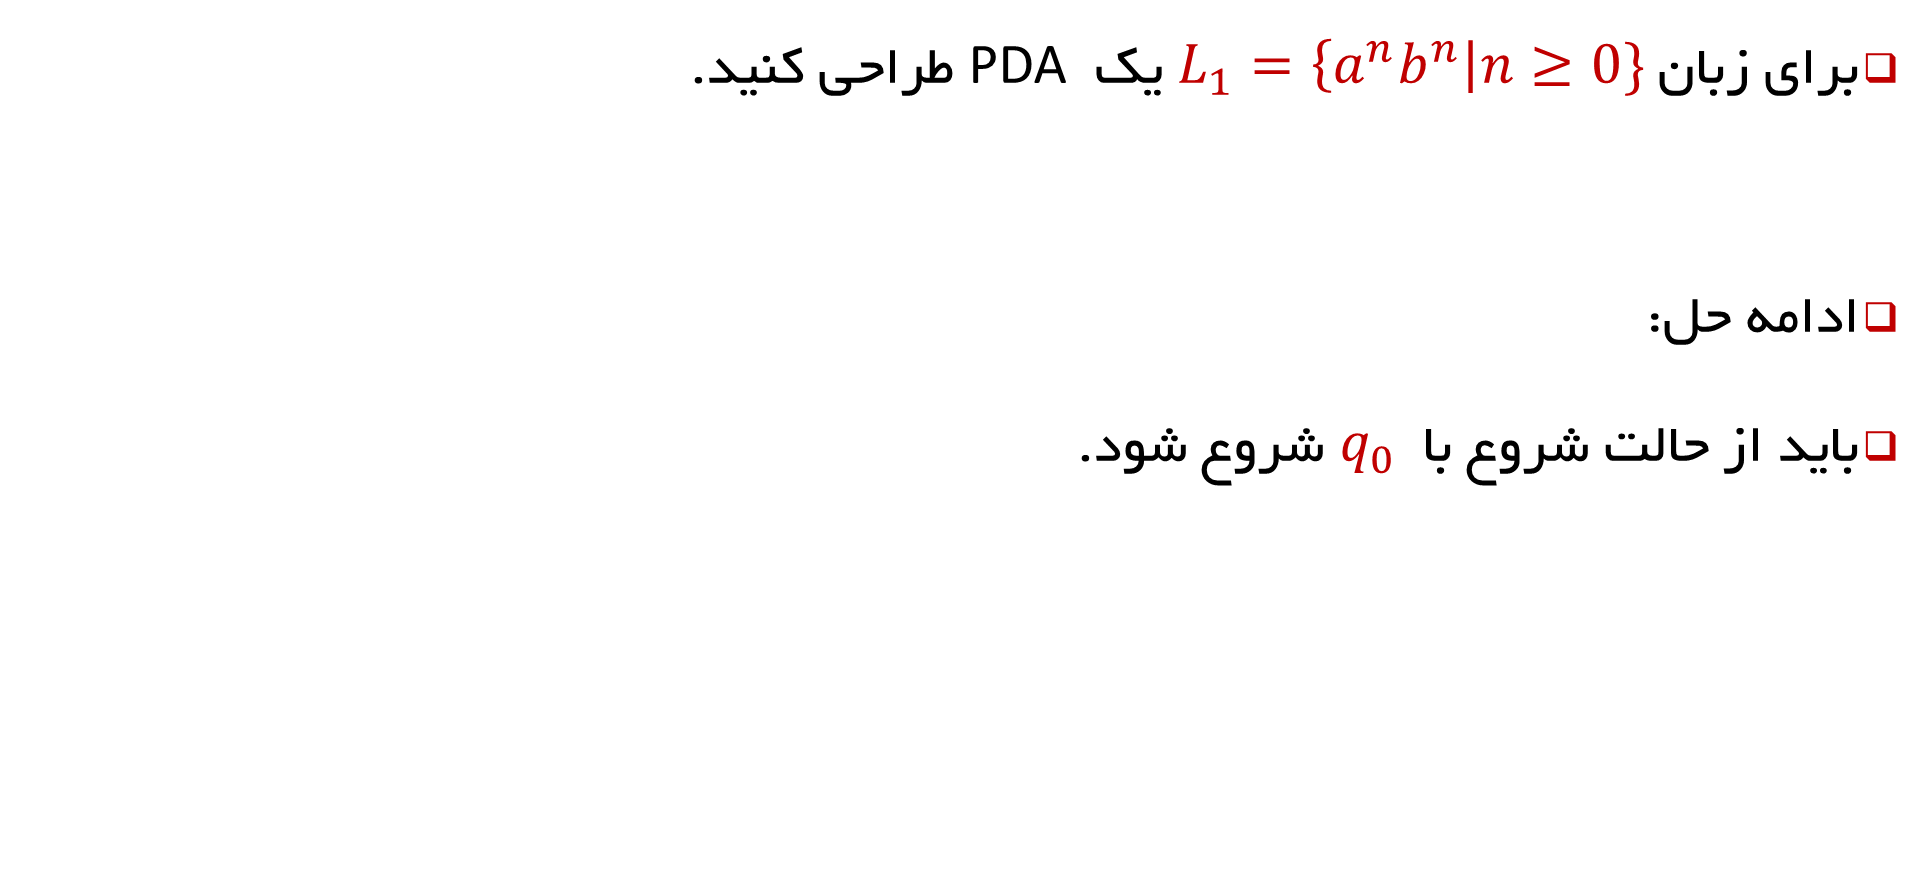 ❑برای زبان L₁ = {aⁿbⁿ|n ≥ 0} یک PDA طراحی کنید.
❑ادامه حل:
❑باید از حالت شروع با q₀ شروع شود.